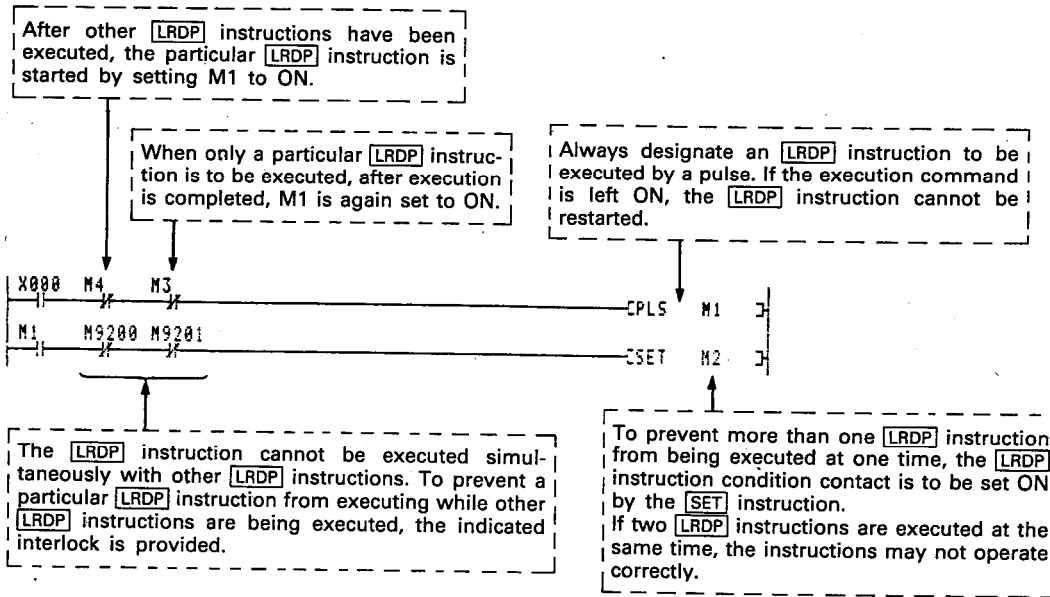 After other LRDP instructions have been
executed, the particular LRDP instruction is
started by setting M1 to ON.
When only a particular LRDP instruc-
tion is to be executed, after execution
is completed, M1 is again set to ON.
Always designate an LRDP instruction to be
executed by a pulse. If the execution command
is left ON, the LRDP instruction cannot be
restarted.
X000 M4 M3
PLS M1
M1 M9200 M9201
SET M2
The LRDP instruction cannot be executed simul-
taneously with other LRDP instructions. To prevent a
particular LRDP instruction from executing while other
LRDP instructions are being executed, the indicated
interlock is provided.
To prevent more than one LRDP instruction
from being executed at one time, the LRDP
instruction condition contact is to be set ON
by the SET instruction.
If two LRDP instructions are executed at the
same time, the instructions may not operate
correctly.